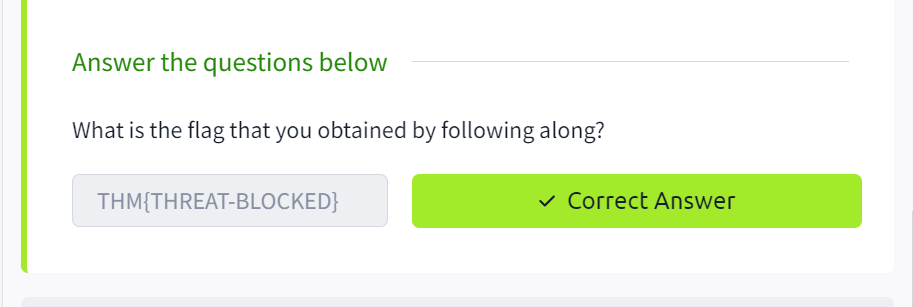 Answer the questions below
What is the flag that you obtained by following along?
THM{THREAT-BLOCKED}
✓ Correct Answer